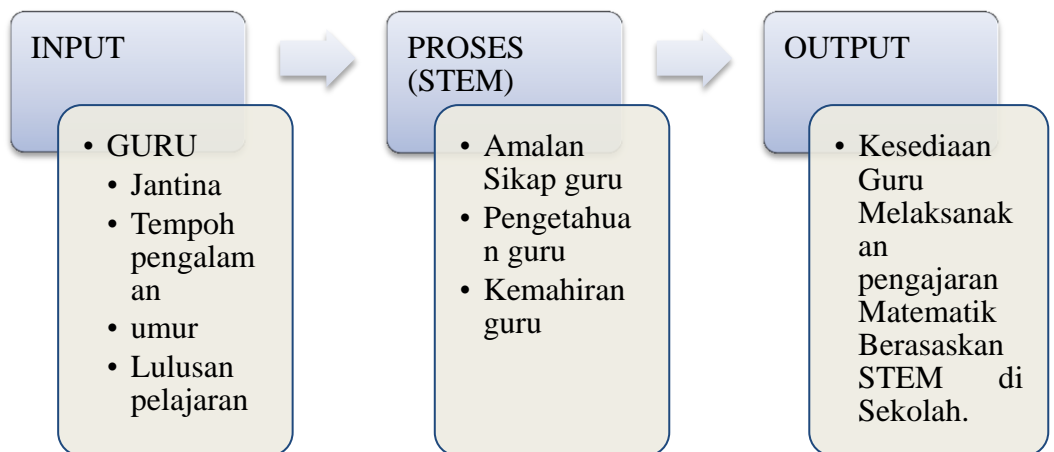 INPUT
• GURU
• Jantina
• Tempoh
pengalam
an
• umur
• Lulusan
pelajaran
PROSES
(STEM)
• Amalan
Sikap guru
• Pengetahua
n guru
• Kemahiran
guru
OUTPUT
• Kesediaan
Guru
Melaksanak
an
pengajaran
Matematik
Berasaskan
STEM di
Sekolah.